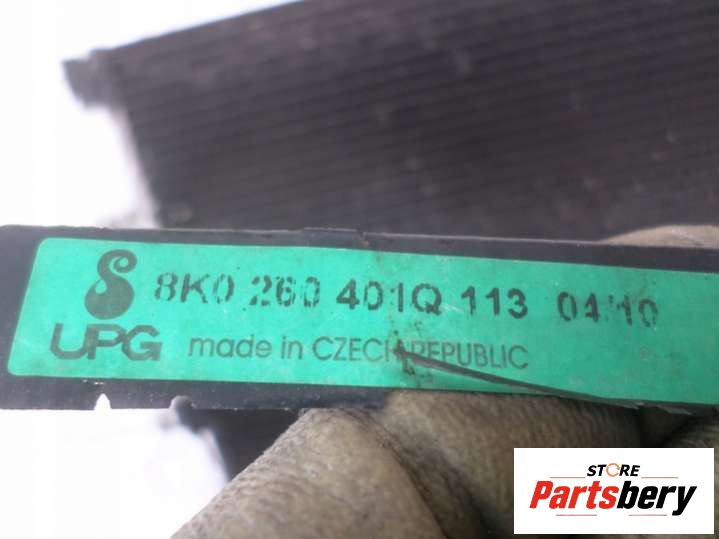 8K0 260 401Q 113 04/10
UPG made in CZECH REPUBLIC
STORE
Partsbery